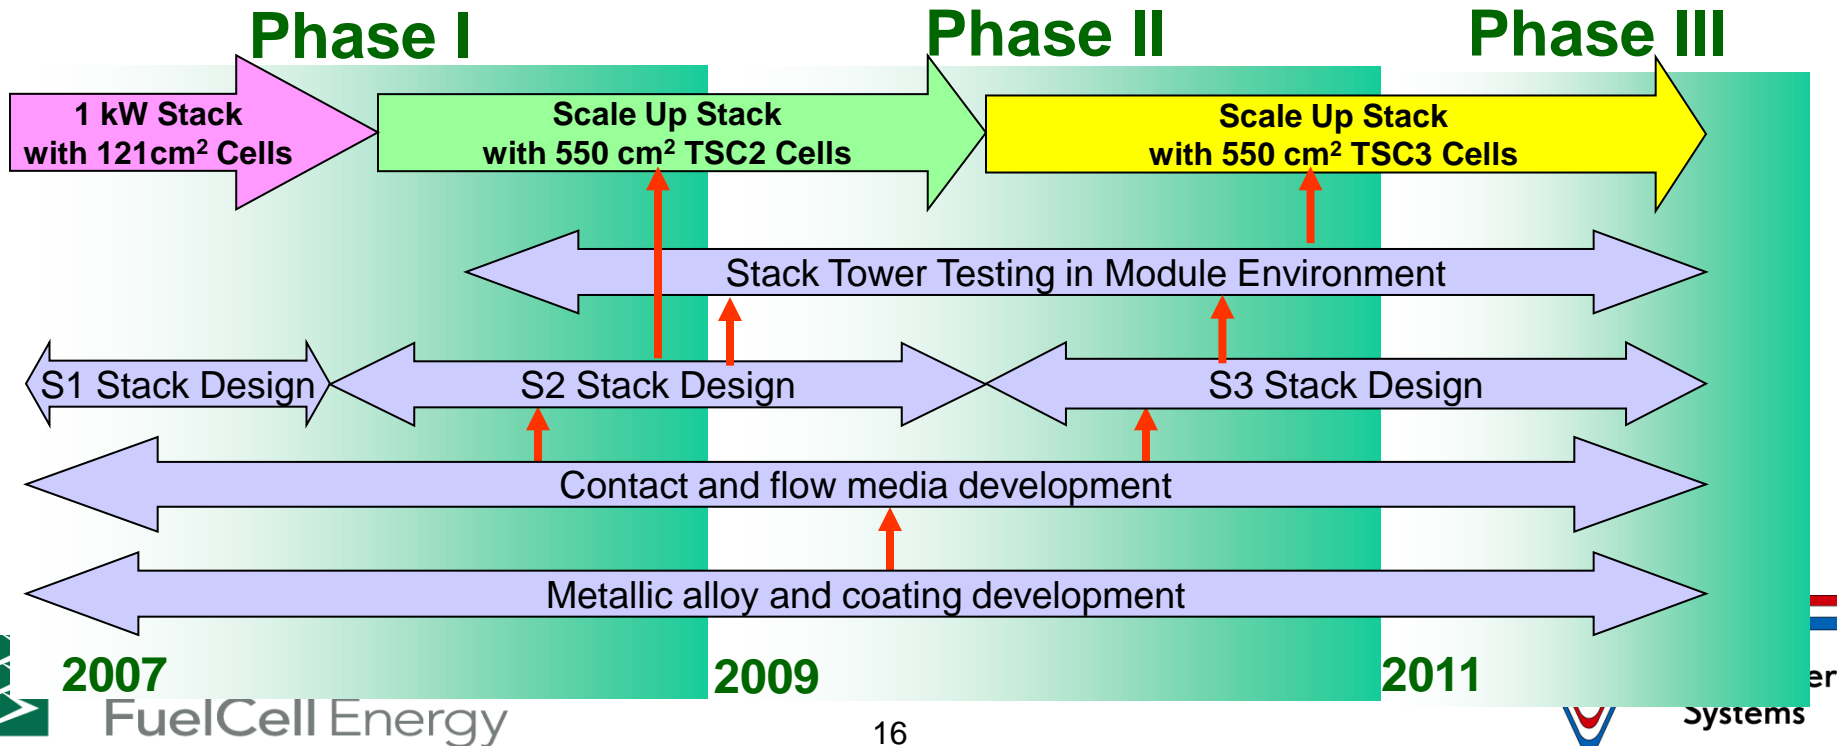 Phase I
Phase II
Phase III
1 kW Stack
with 121cm² Cells
Scale Up Stack
with 550 cm² TSC2 Cells
Scale Up Stack
with 550 cm² TSC3 Cells
Stack Tower Testing in Module Environment
S1 Stack Design
S2 Stack Design
S3 Stack Design
Contact and flow media development
Metallic alloy and coating development
2007
2009
2011
FuelCell Energy
16
Systems